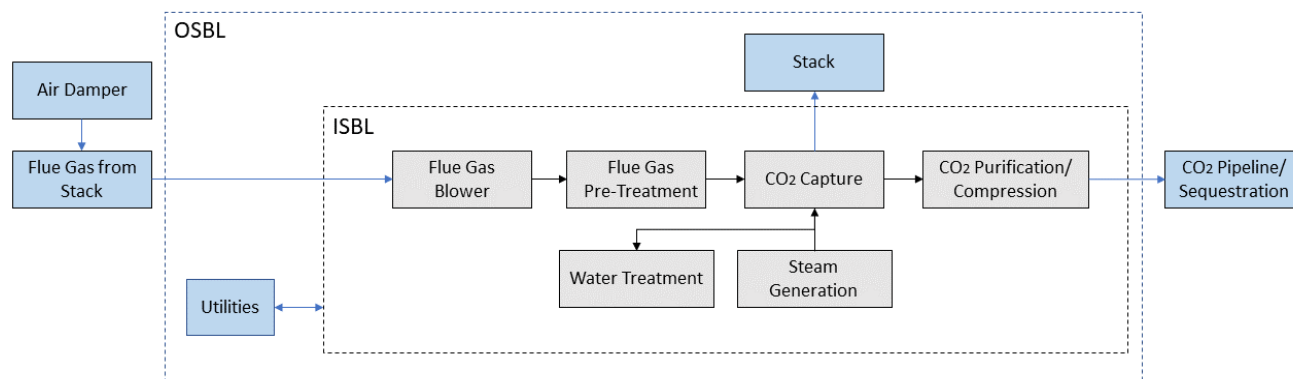 OSBL
Stack
Air Damper
ISBL
Flue Gas from
Stack
Flue Gas
Blower
Flue Gas
Pre-Treatment
CO₂ Capture
CO₂ Purification/
Compression
CO₂ Pipeline/
Sequestration
Water Treatment
Steam
Generation
Utilities